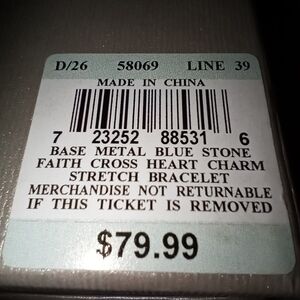 D/26 58069 LINE 39
MADE IN CHINA
7 23252 88531 6
BASE METAL BLUE STONE
FAITH CROSS HEART CHARM
STRETCH BRACELET
MERCHANDISE NOT RETURNABLE
IF THIS TICKET IS REMOVED
$79.99